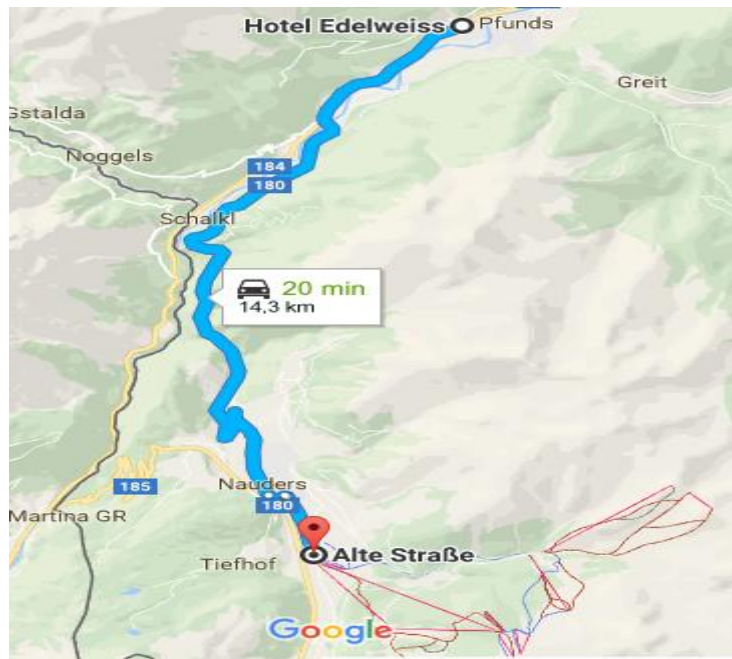 Hotel Edelweiss Pfunds
Greit
Gstalda
Noggels
184
180
Schalkl
20 min
14,3 km
185
Nauders
180
Martina GR
Tiefhof
Alte Straße
Google